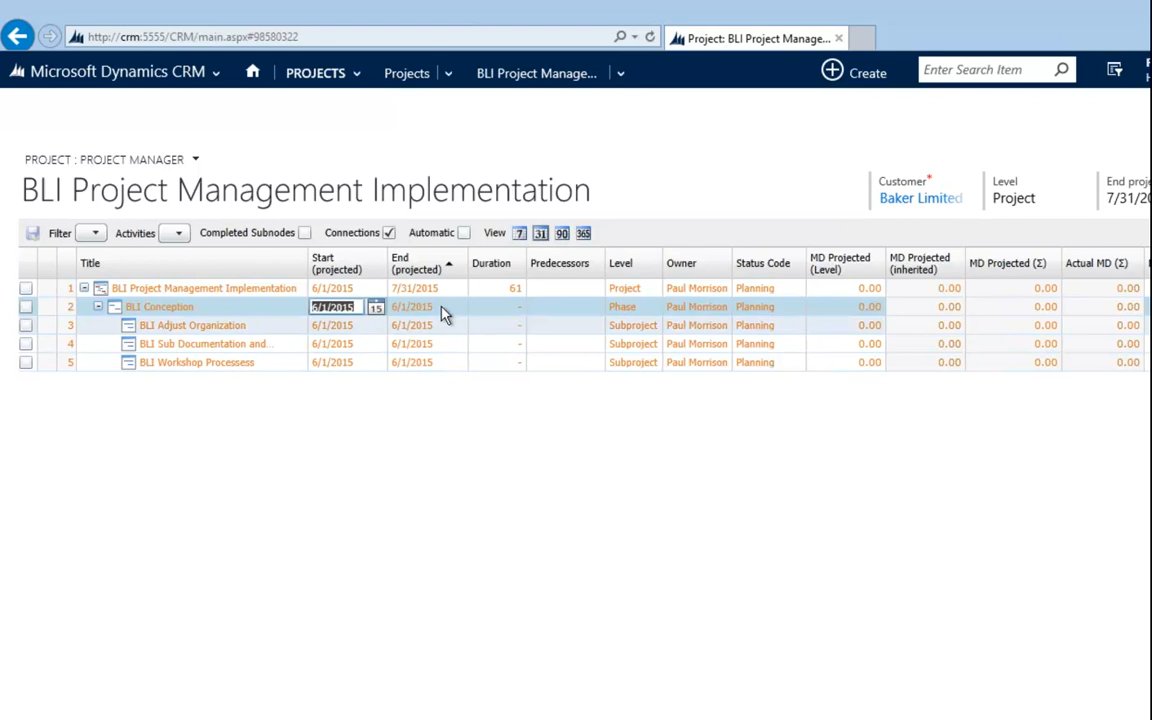 http://crm:5555/CRM/main.aspx#98580322
Project: BLI Project Manage...
Microsoft Dynamics CRM
PROJECTS
Projects
BLI Project Manage...
Create
Enter Search Item
PROJECT : PROJECT MANAGER
BLI Project Management Implementation
Customer*
Baker Limited
Level
Project
End proj
7/31/20
Filter
Activities
Completed Subnodes
Connections
Automatic
View 7 31 90 365
Title
Start (projected)
End (projected)
Duration
Predecessors
Level
Owner
Status Code
MD Projected (Level)
MD Projected (inherited)
MD Projected (Σ)
Actual MD (Σ)
1 BLI Project Management Implementation 6/1/2015 7/31/2015 61 Project Paul Morrison Planning 0.00 0.00 0.00 0.00
2 BLI Conception 6/1/2015 15 6/1/2015 - Phase Paul Morrison Planning 0.00 0.00 0.00 0.00
3 BLI Adjust Organization 6/1/2015 6/1/2015 - Subproject Paul Morrison Planning 0.00 0.00 0.00 0.00
4 BLI Sub Documentation and... 6/1/2015 6/1/2015 - Subproject Paul Morrison Planning 0.00 0.00 0.00 0.00
5 BLI Workshop Processess 6/1/2015 6/1/2015 - Subproject Paul Morrison Planning 0.00 0.00 0.00 0.00